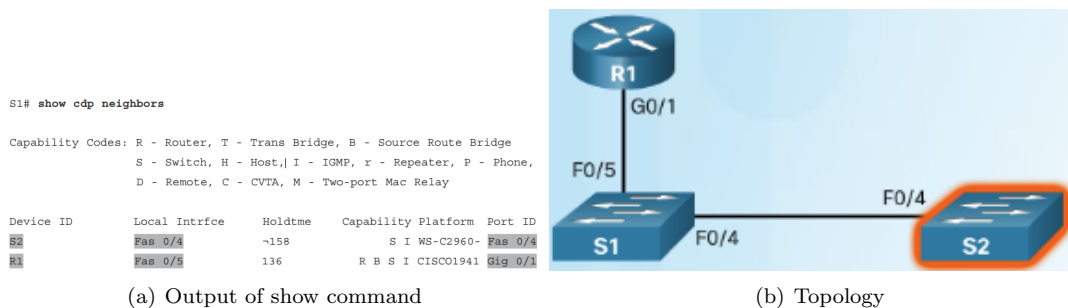 S1# show cdp neighbors
Capability Codes: R - Router, T - Trans Bridge, B - Source Route Bridge
S - Switch, H - Host, I - IGMP, r - Repeater, P - Phone,
D - Remote, C - CVTA, M - Two-port Mac Relay
Device ID Local Intrfce Holdtme Capability Platform Port ID
S2 Fas 0/4 ¬158 S I WS-C2960- Fas 0/4
R1 Fas 0/5 136 R B S I CISCO1941 Gig 0/1
(a) Output of show command
R1
G0/1
F0/5
F0/4
S1
F0/4
S2
(b) Topology